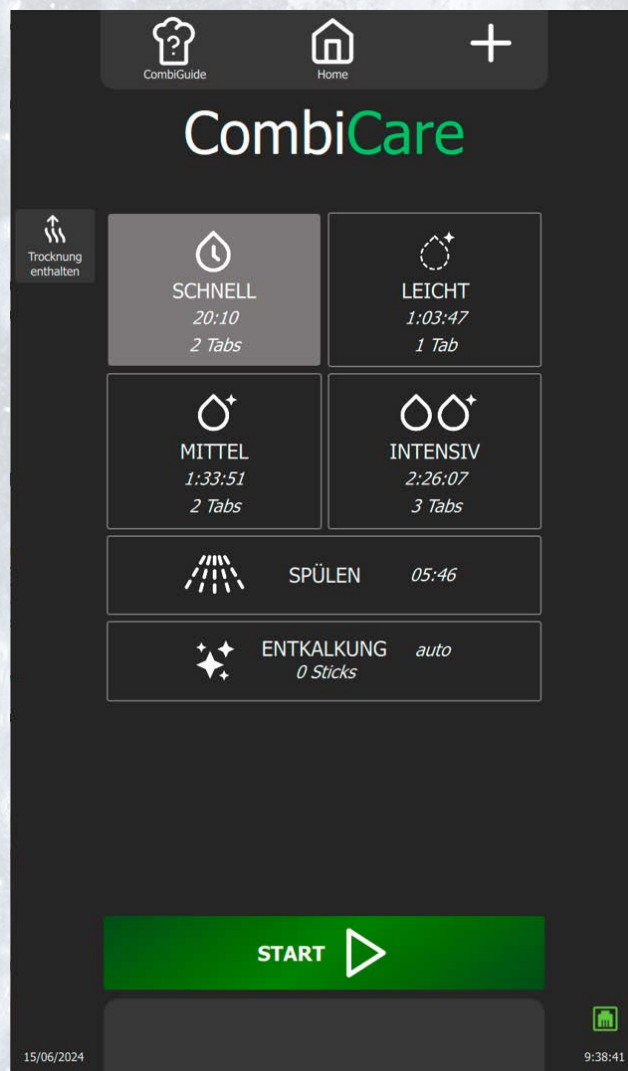 CombiGuide
Home
CombiCare
Trocknung
enthalten
SCHNELL
20:10
2 Tabs
LEICHT
1:03:47
1 Tab
MITTEL
1:33:51
2 Tabs
INTENSIV
2:26:07
3 Tabs
SPÜLEN 05:46
ENTKALKUNG auto
0 Sticks
START
15/06/2024
9:38:41